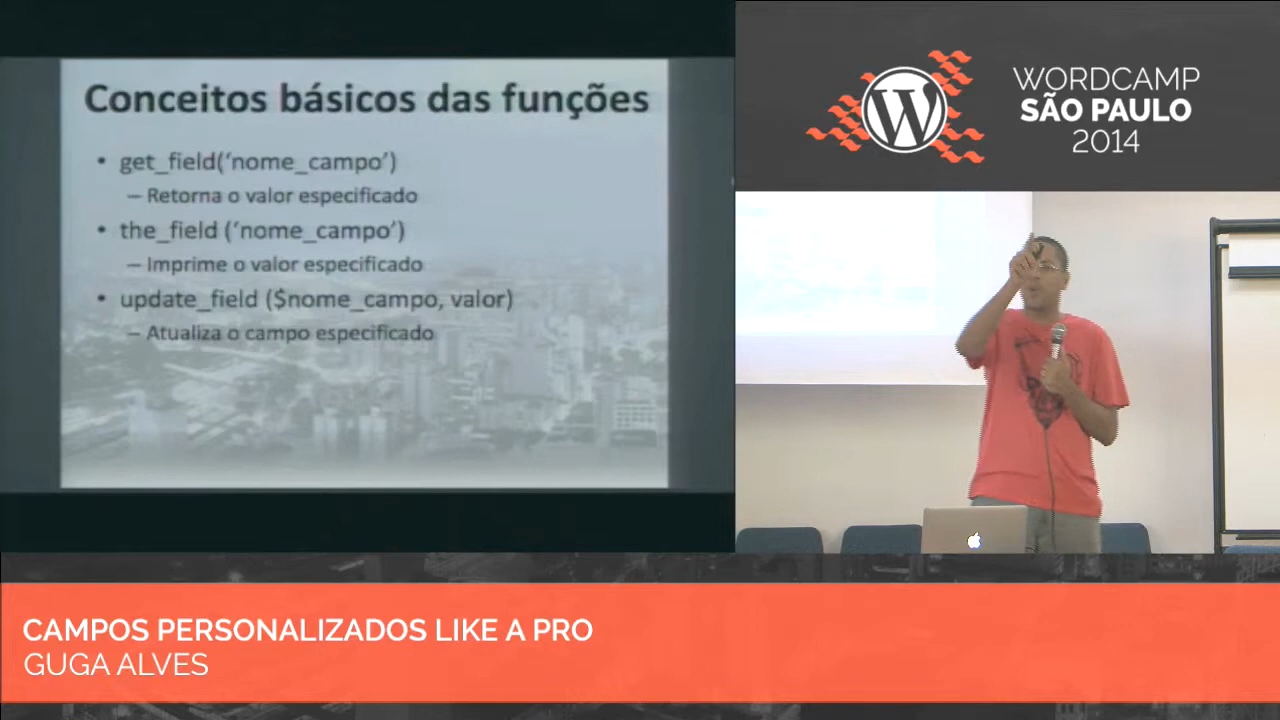 Conceitos básicos das funções
• get_field(‘nome_campo’)
– Retorna o valor especificado
• the_field (‘nome_campo’)
– Imprime o valor especificado
• update_field ($nome_campo, valor)
– Atualiza o campo especificado
WORDCAMP
SÃO PAULO
2014
CAMPOS PERSONALIZADOS LIKE A PRO
GUGA ALVES